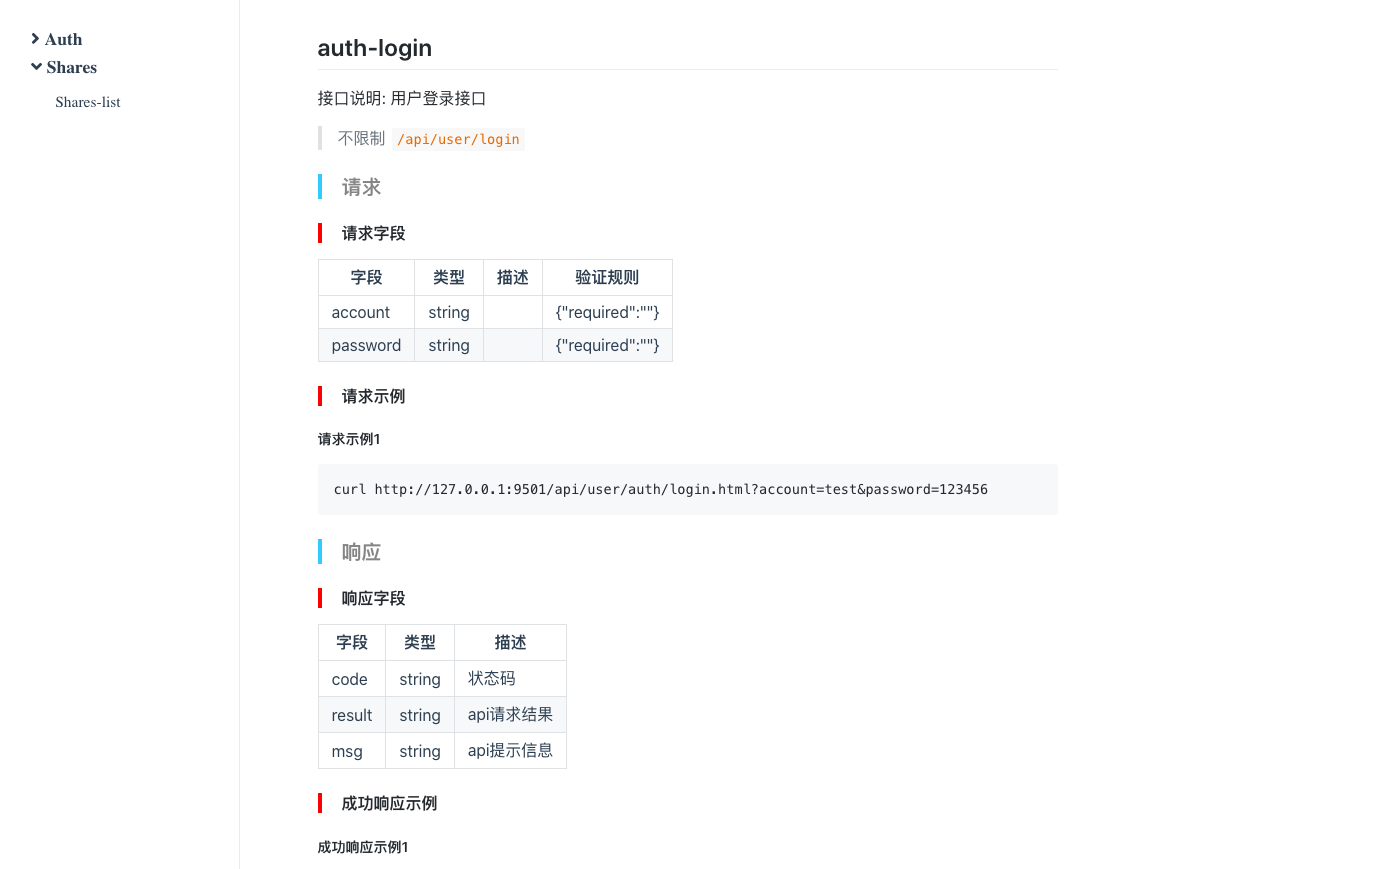 Auth
Shares
Shares-list
auth-login
接口说明: 用户登录接口
不限制 /api/user/login
请求
请求字段
字段 类型 描述 验证规则
account string {"required":""}
password string {"required":""}
请求示例
请求示例1
curl http://127.0.0.1:9501/api/user/auth/login.html?account=test&password=123456
响应
响应字段
字段 类型 描述
code string 状态码
result string api请求结果
msg string api提示信息
成功响应示例
成功响应示例1